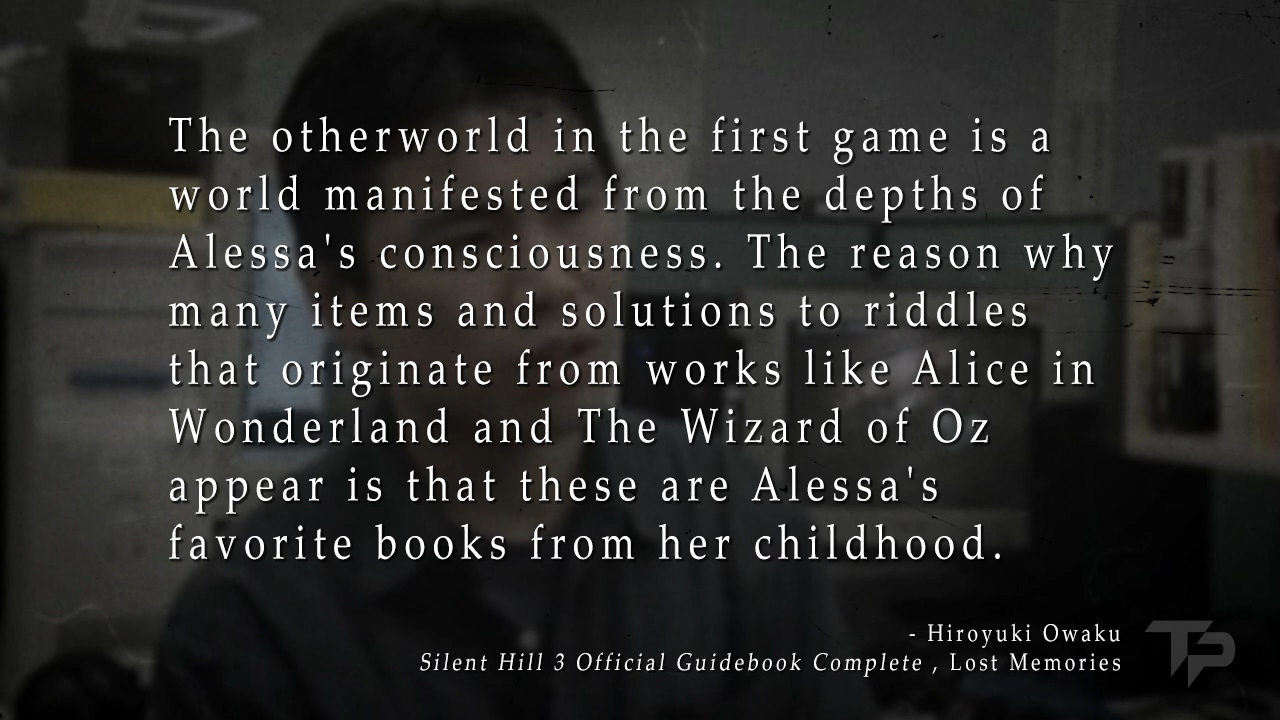 The otherworld in the first game is a
world manifested from the depths of
Alessa's consciousness. The reason why
many items and solutions to riddles
that originate from works like Alice in
Wonderland and The Wizard of Oz
appear is that these are Alessa's
favorite books from her childhood.
- Hiroyuki Owaku
Silent Hill 3 Official Guidebook Complete , Lost Memories
TP